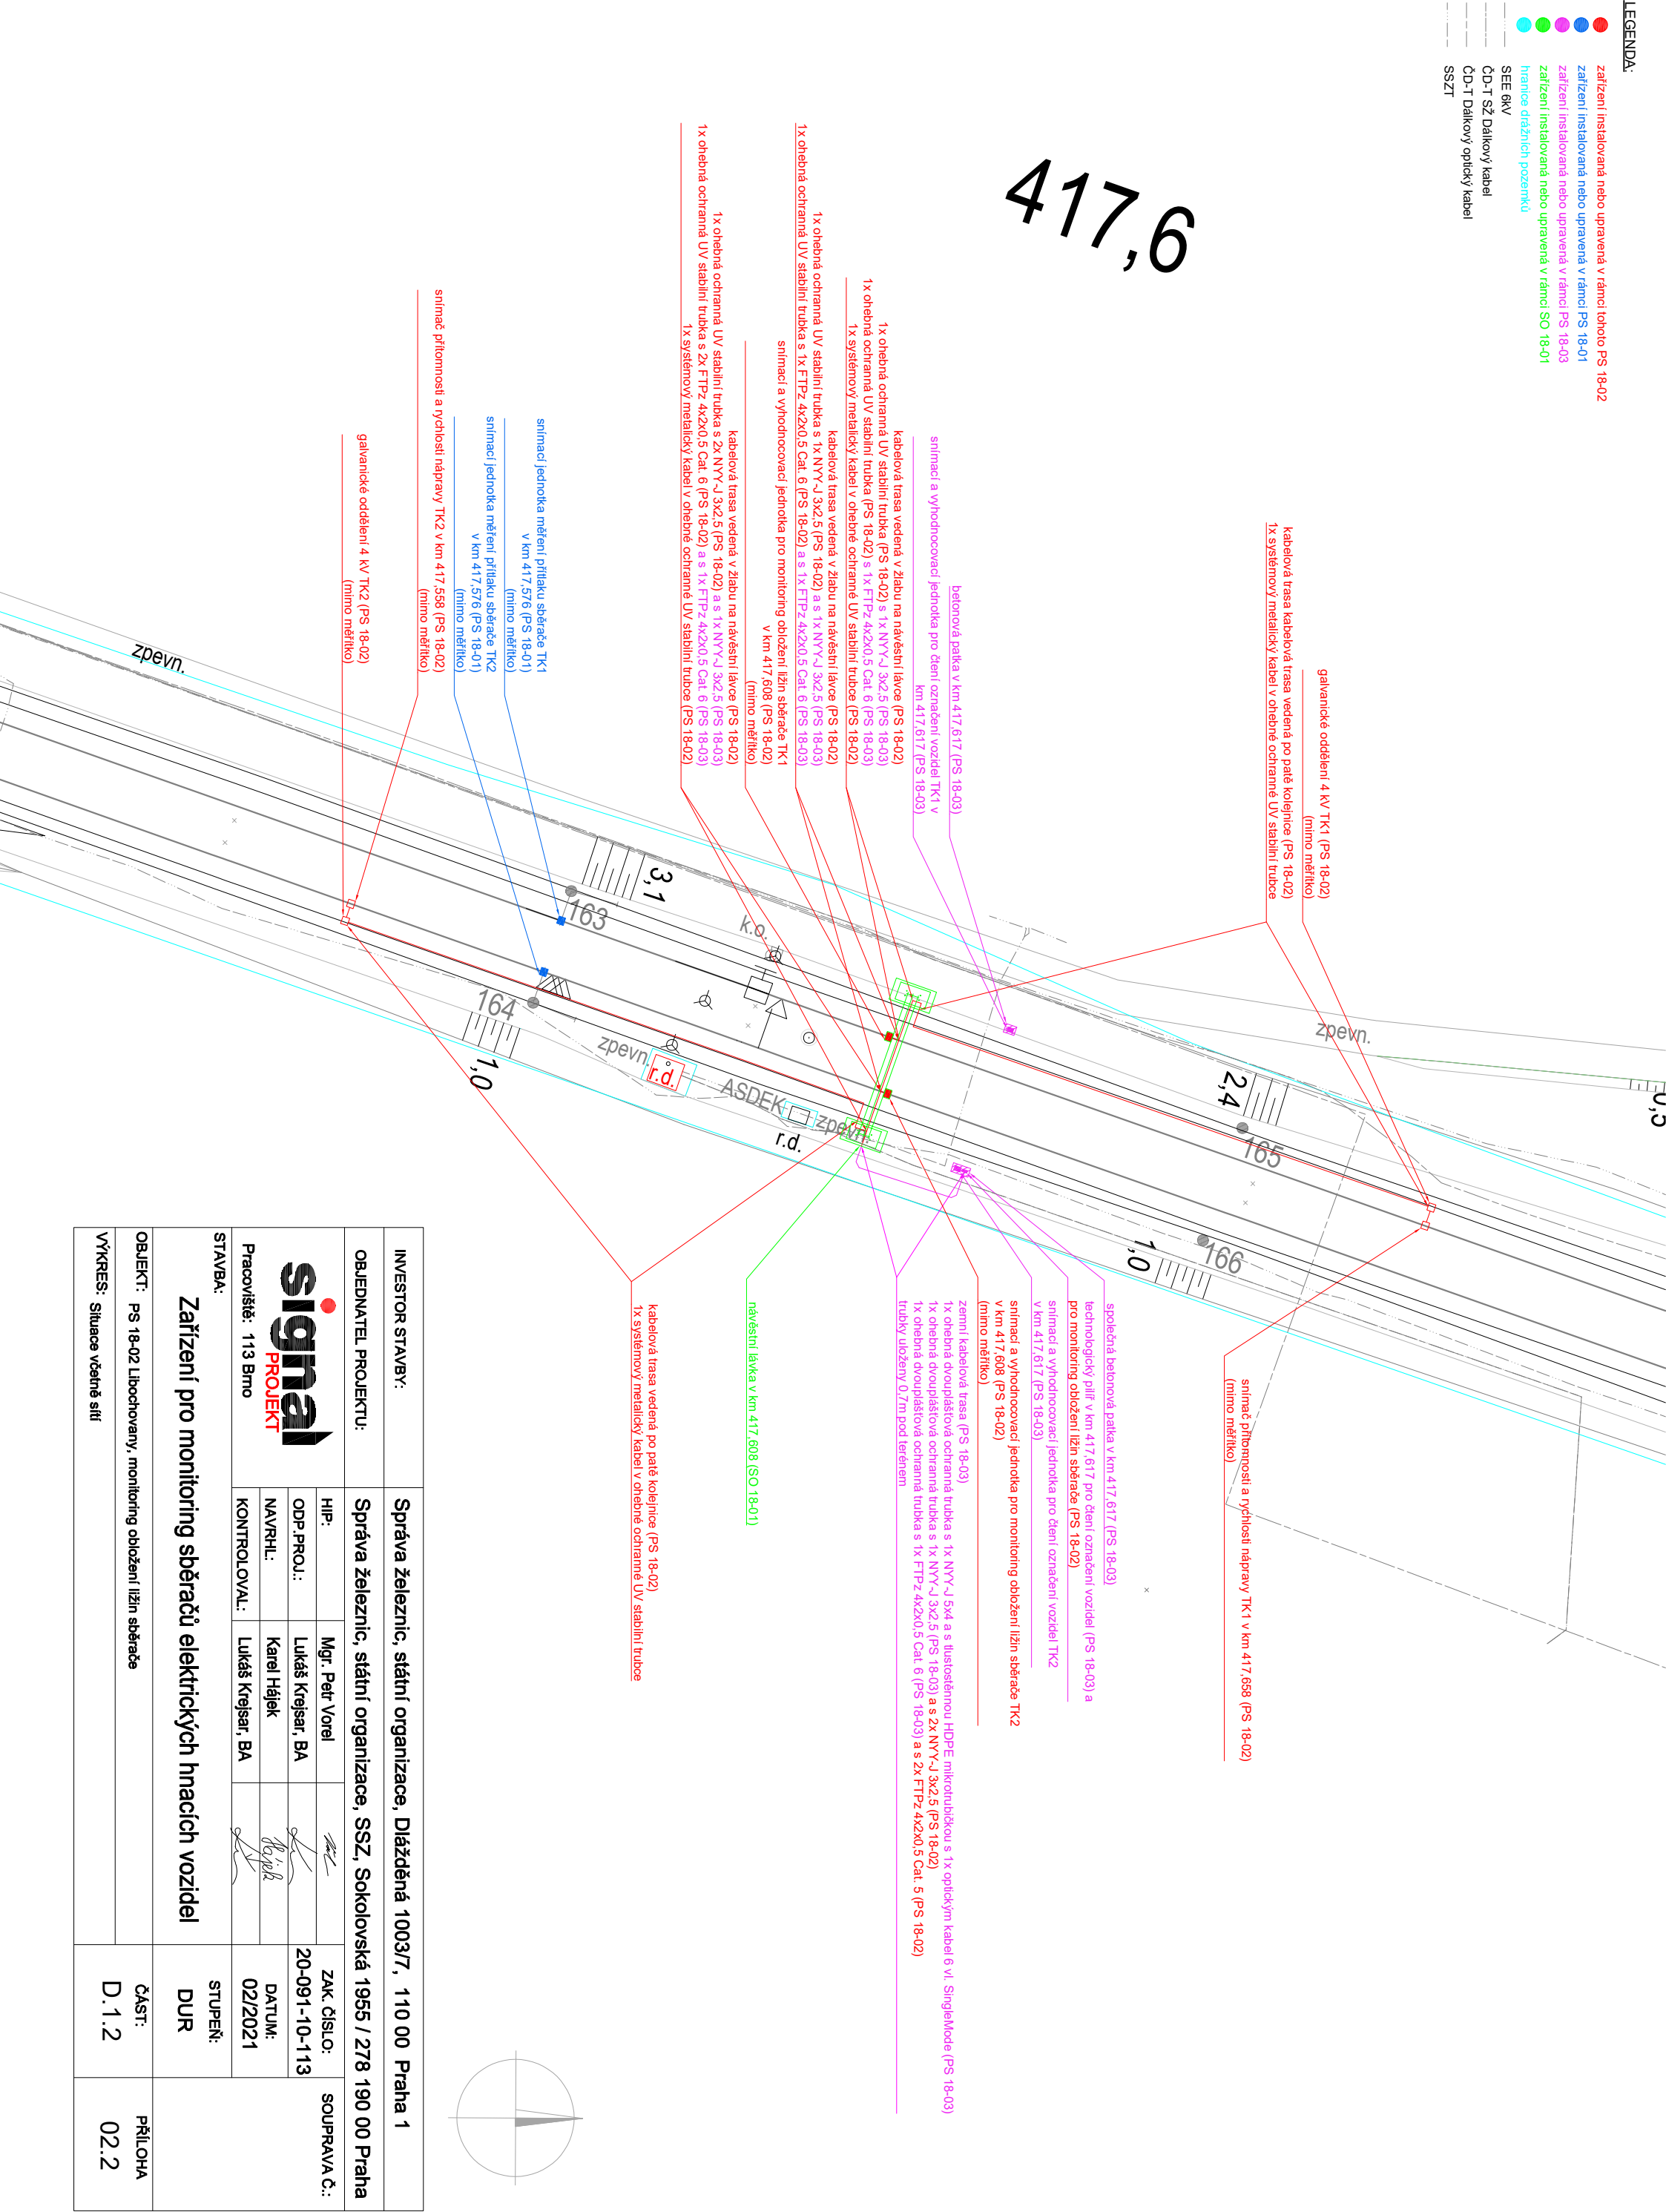 LEGENDA:
zařízení instalovaná nebo upravená v rámci tohoto PS 18-02
zařízení instalovaná nebo upravená v rámci PS 18-01
zařízení instalovaná nebo upravená v rámci PS 18-03
zařízení instalovaná nebo upravená v rámci SO 18-01
hranice drážních pozemků
SEE 6kV
ČD-T SŽ Dálkový kabel
ČD-T Dálkový optický kabel
SSZT
417,6
galvanické oddělení 4 kV TK1 (PS 18-02)
(mimo měřítko)
kabelová trasa kabelová trasa vedená po patě kolejnice (PS 18-02)
1x systémový metalický kabel v ohebné ochranné UV stabilní trubce
betonová patka v km 417,617 (PS 18-03)
snímací a vyhodnocovací jednotka pro čtení označení vozidel TK1 v
km 417,617 (PS 18-03)
kabelová trasa vedená v žlabu na návěstní lávce (PS 18-02)
1x ohebná ochranná UV stabilní trubka (PS 18-02) s 1x NYY-J 3x2,5 (PS 18-03)
1x ohebná ochranná UV stabilní trubka (PS 18-02) s 1x FTPz 4x2x0,5 Cat. 6 (PS 18-03)
1x systémový metalický kabel v ohebné ochranné UV stabilní trubce (PS 18-02)
kabelová trasa vedená v žlabu na návěstní lávce (PS 18-02)
1x ohebná ochranná UV stabilní trubka s 1x NYY-J 3x2,5 (PS 18-02) a s 1x NYY-J 3x2,5 (PS 18-03)
1x ohebná ochranná UV stabilní trubka s 1x FTPz 4x2x0,5 Cat. 6 (PS 18-02) a s 1x FTPz 4x2x0,5 Cat. 6 (PS 18-03)
snímací a vyhodnocovací jednotka pro monitoring obložení ližin sběrače TK1
v km 417,608 (PS 18-02)
(mimo měřítko)
kabelová trasa vedená v žlabu na návěstní lávce (PS 18-02)
1x ohebná ochranná UV stabilní trubka s 2x NYY-J 3x2,5 (PS 18-02) a s 1x NYY-J 3x2,5 (PS 18-03)
1x ohebná ochranná UV stabilní trubka s 2x FTPz 4x2x0,5 Cat. 6 (PS 18-02) a s 1x FTPz 4x2x0,5 Cat. 6 (PS 18-03)
1x systémový metalický kabel v ohebné ochranné UV stabilní trubce (PS 18-02)
snímací jednotka měření přítlaku sběrače TK1
v km 417,576 (PS 18-01)
(mimo měřítko)
snímací jednotka měření přítlaku sběrače TK2
v km 417,576 (PS 18-01)
(mimo měřítko)
snímač přítomnosti a rychlosti nápravy TK2 v km 417,558 (PS 18-02)
(mimo měřítko)
galvanické oddělení 4 kV TK2 (PS 18-02)
(mimo měřítko)
zpevn.
zpevn.
-0,5
3,1
163
k.o.
2,4
165
164
1,0
zpevn.
r.d.
ASDEK
zpevn.
r.d.
166
1,0
snímač přítomnosti a rychlosti nápravy TK1 v km 417,658 (PS 18-02)
(mimo měřítko)
společná betonová patka v km 417,617 (PS 18-03)
technologický pilíř v km 417,617 pro čtení označení vozidel (PS 18-03) a
pro monitoring obložení ližin sběrače (PS 18-02)
snímací a vyhodnocovací jednotka pro čtení označení vozidel TK2
v km 417,617 (PS 18-03)
snímací a vyhodnocovací jednotka pro monitoring obložení ližin sběrače TK2
v km 417,608 (PS 18-02)
(mimo měřítko)
zemní kabelová trasa (PS 18-03)
1x ohebná dvouplášťová ochranná trubka s 1x NYY-J 5x4 a s tlustostěnnou HDPE mikrotrubičkou s 1x optickým kabel 6 vl. SingleMode (PS 18-03)
1x ohebná dvouplášťová ochranná trubka s 1x NYY-J 3x2,5 (PS 18-03) a s 2x NYY-J 3x2,5 (PS 18-02)
1x ohebná dvouplášťová ochranná trubka s 1x FTPz 4x2x0,5 Cat. 6 (PS 18-03) a s 2x FTPz 4x2x0,5 Cat. 5 (PS 18-02)
trubky uloženy 0,7m pod terénem
návěstní lávka v km 417,608 (SO 18-01)
kabelová trasa vedená po patě kolejnice (PS 18-02)
1x systémový metalický kabel v ohebné ochranné UV stabilní trubce
INVESTOR STAVBY: Správa železnic, státní organizace, Dlážděná 1003/7, 110 00 Praha 1
OBJEDNATEL PROJEKTU: Správa železnic, státní organizace, SSZ, Sokolovská 1955 / 278 190 00 Praha
signal
PROJEKT
Pracoviště: 113 Brno
HIP: Mgr. Petr Vorel
ODP.PROJ.: Lukáš Krejsar, BA
NAVRHL: Karel Hájek
Hájek
KONTROLOVAL: Lukáš Krejsar, BA
ZAK. ČÍSLO:
20-091-10-113
DATUM:
02/2021
SOUPRAVA Č.:
STAVBA:
Zařízení pro monitoring sběračů elektrických hnacích vozidel
STUPEŇ:
DUR
OBJEKT: PS 18-02 Libochovany, monitoring obložení ližin sběrače
VÝKRES: Situace včetně sítí
ČÁST:
D.1.2
PŘÍLOHA
02.2